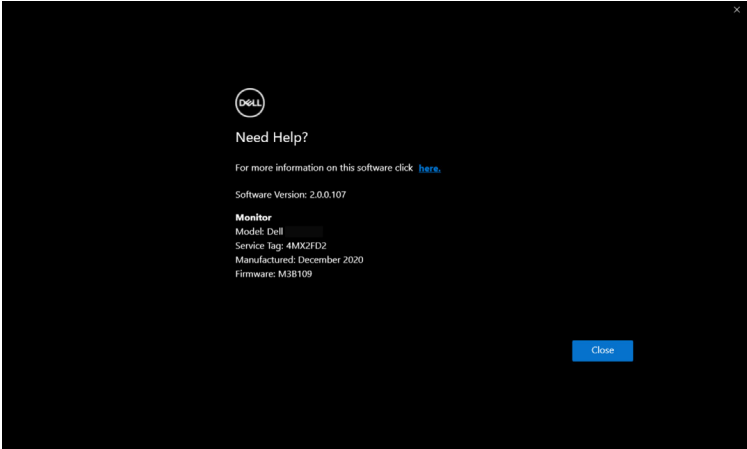 DELL
Need Help?
For more information on this software click here.
Software Version: 2.0.0.107
Monitor
Model: Dell
Service Tag: 4MX2FD2
Manufactured: December 2020
Firmware: M3B109
Close